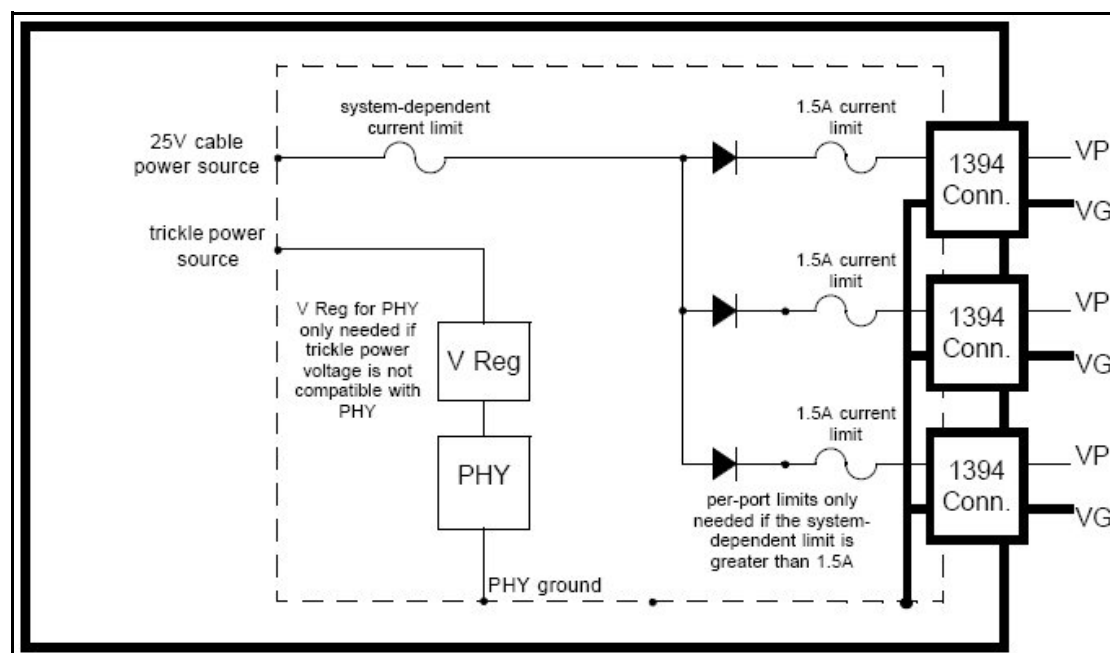 system-dependent
current limit
1.5A current
limit
25V cable
power source
1394
Conn.
VP
VG
trickle power
source
1.5A current
limit
V Reg for PHY
only needed if
trickle power
voltage is not
compatible with
PHY
V Reg
1394
Conn.
VP
VG
1.5A current
limit
PHY
1394
Conn.
VP
VG
per-port limits only
needed if the system-
dependent limit is
greater than 1.5A
PHY ground